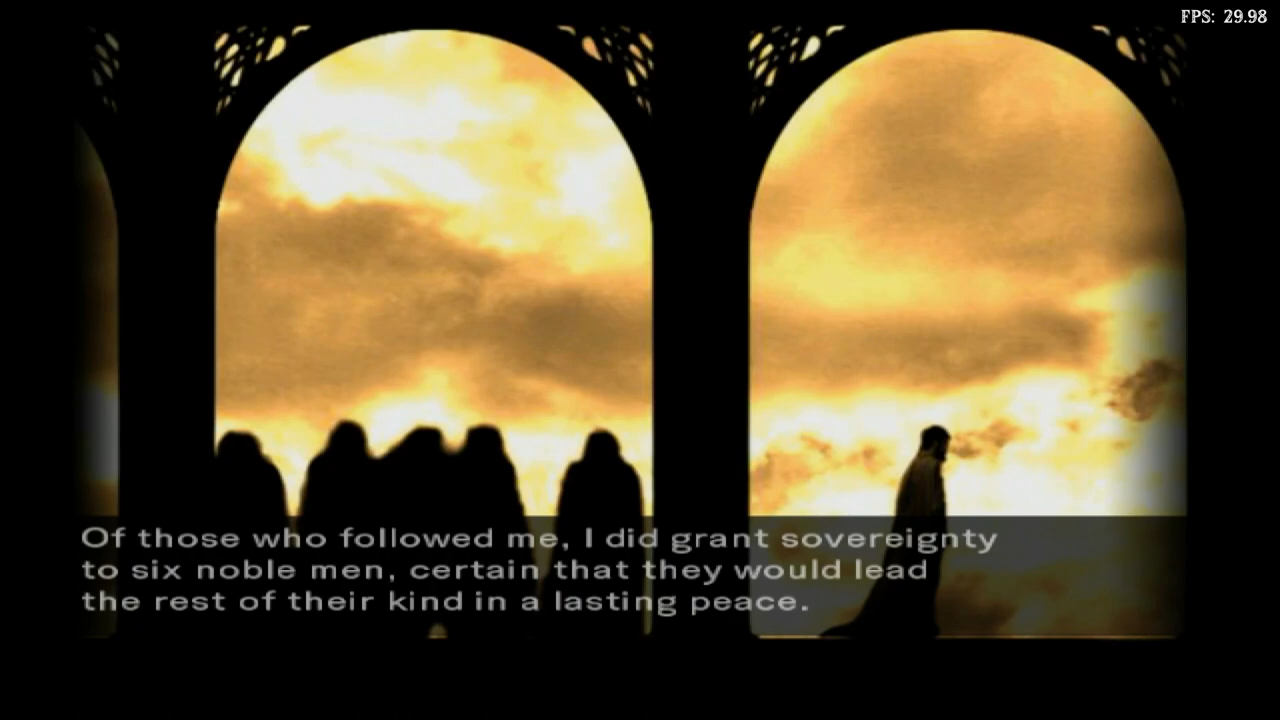 FPS: 29.98
Of those who followed me, I did grant sovereignty
to six noble men, certain that they would lead
the rest of their kind in a lasting peace.